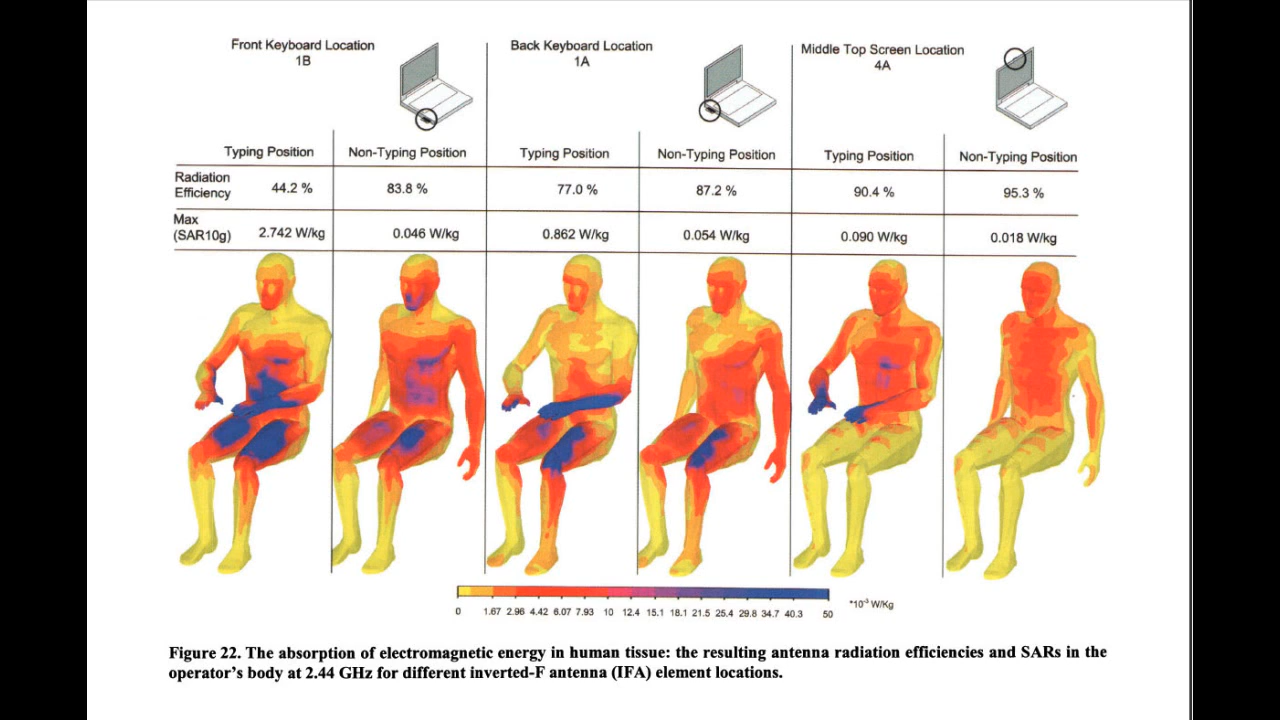 Front Keyboard Location
1B
Back Keyboard Location
1A
Middle Top Screen Location
4A
Typing Position
Non-Typing Position
Typing Position
Non-Typing Position
Typing Position
Non-Typing Position
Radiation
Efficiency
44.2 %
83.8 %
77.0 %
87.2 %
90.4 %
95.3 %
Max
(SAR10g)
2.742 W/kg
0.046 W/kg
0.862 W/kg
0.054 W/kg
0.090 W/kg
0.018 W/kg
0 1.67 2.96 4.42 6.07 7.93 10 12.4 15.1 18.1 21.5 25.4 29.8 34.7 40.3 50
*10⁻³ W/Kg
Figure 22. The absorption of electromagnetic energy in human tissue: the resulting antenna radiation efficiencies and SARs in the
operator's body at 2.44 GHz for different inverted-F antenna (IFA) element locations.